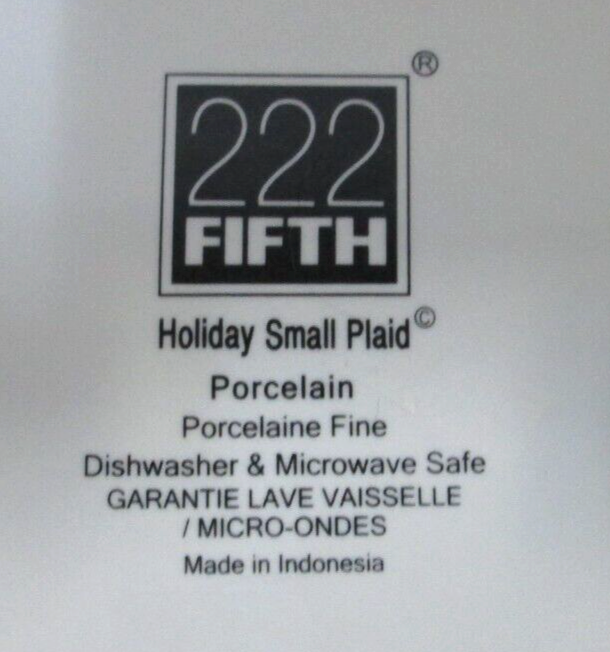 222
FIFTH
®
Holiday Small Plaid©
Porcelain
Porcelaine Fine
Dishwasher & Microwave Safe
GARANTIE LAVE VAISSELLE
/ MICRO-ONDES
Made in Indonesia